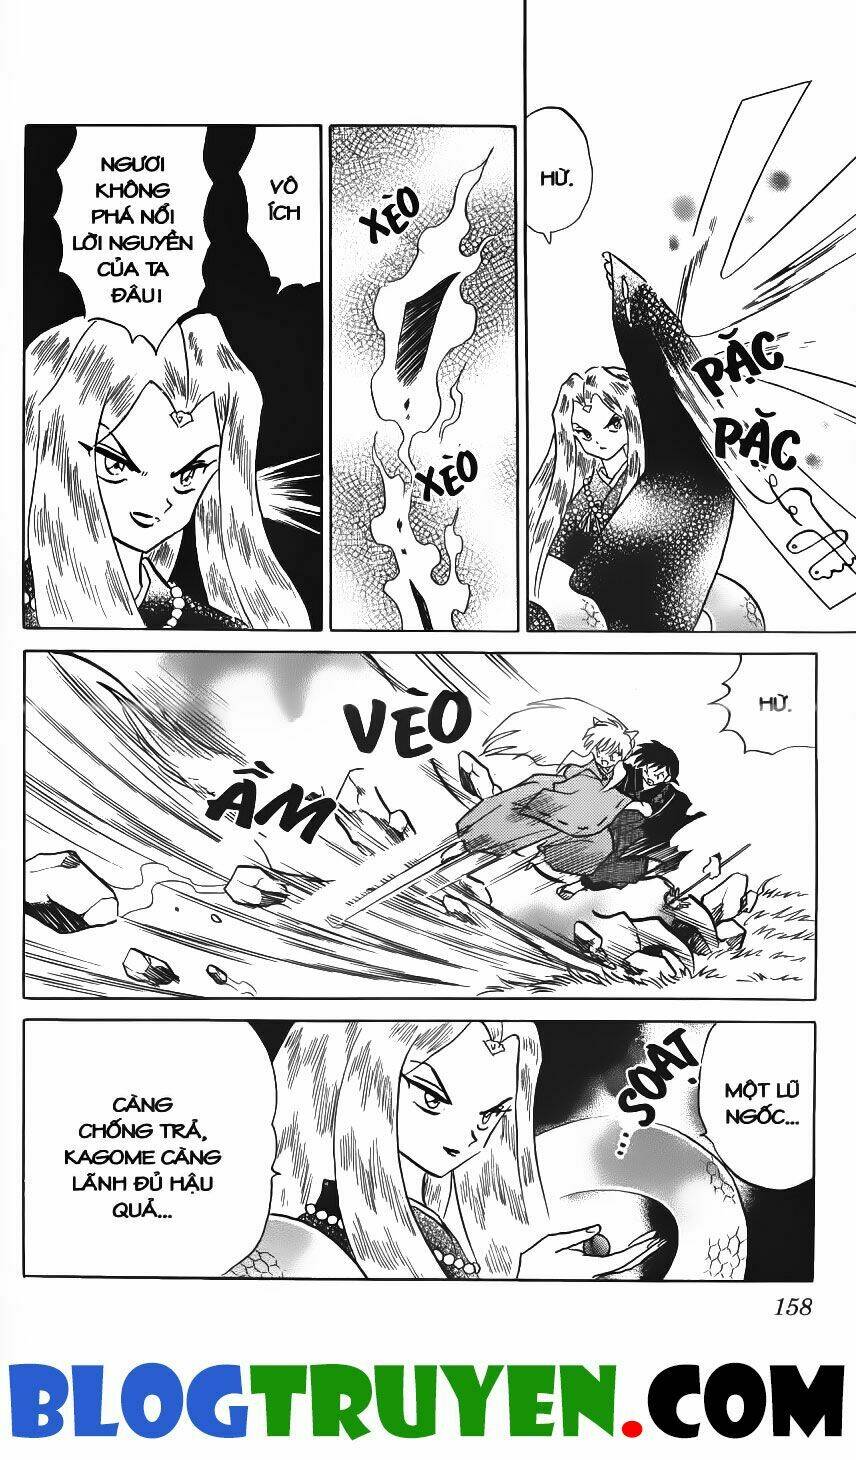 HỪ.
PẶC
PẶC
XÈO
XÈO
VÔ
ÍCH
NGƯƠI
KHÔNG
PHÁ NỔI
LỜI NGUYỀN
CỦA TA
ĐÂU!
HỪ.
VÈO
ẦM
MỘT LŨ
NGỐC...
... SOẠT
CÀNG
CHỐNG TRẢ,
KAGOME CÀNG
LÃNH ĐỦ HẬU
QUẢ...
158
BLOGTRUYEN.COM